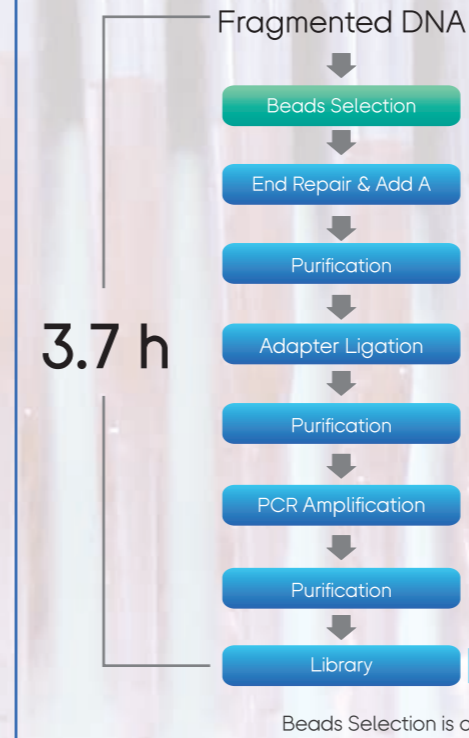 Fragmented DNA
Beads Selection
End Repair & Add A
Purification
3.7 h
Adapter Ligation
Purification
PCR Amplification
Purification
Library
Beads Selection is